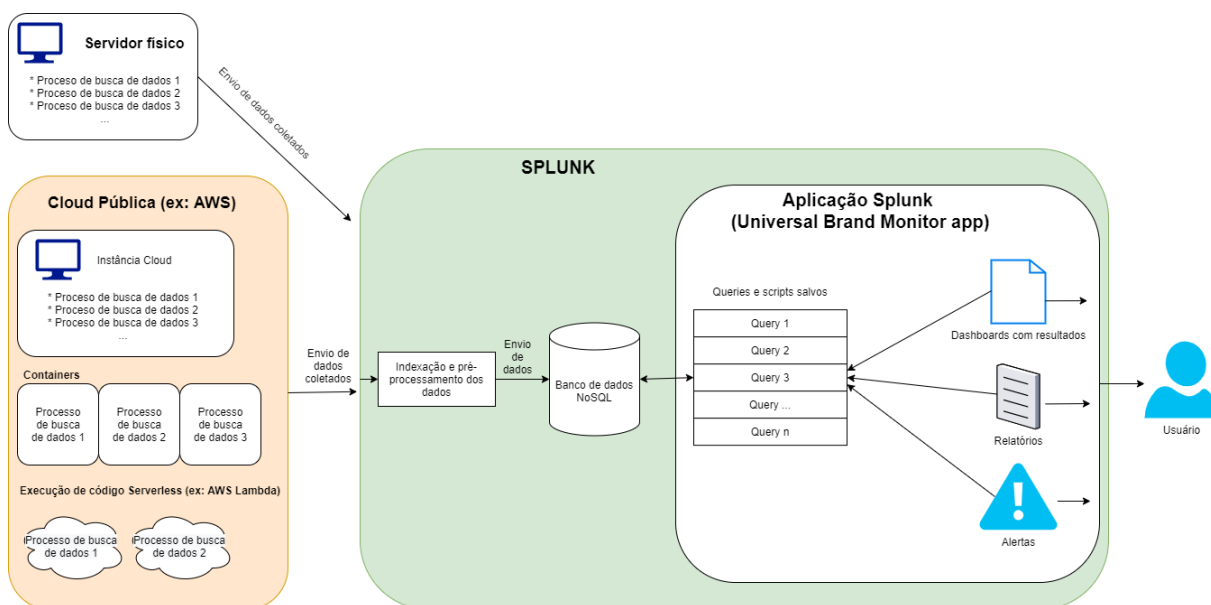 Servidor físico
* Proceso de busca de dados 1
* Proceso de busca de dados 2
* Proceso de busca de dados 3
...
Envio de dados coletados
Cloud Pública (ex: AWS)
Instância Cloud
* Proceso de busca de dados 1
* Proceso de busca de dados 2
* Proceso de busca de dados 3
...
Containers
Processo
de busca
de dados 1
Processo
de busca
de dados 2
Processo
de busca
de dados 3
Execução de código Serverless (ex: AWS Lambda)
Processo de busca
de dados 1
Processo de busca
de dados 2
Envio de
dados
coletados
SPLUNK
Indexação e pré-
processamento dos
dados
Envio
de
dados
Banco de dados
NoSQL
Aplicação Splunk
(Universal Brand Monitor app)
Queries e scripts salvos
Query 1
Query 2
Query 3
Query ...
Query n
Dashboards com resultados
Relatórios
Alertas
Usuário